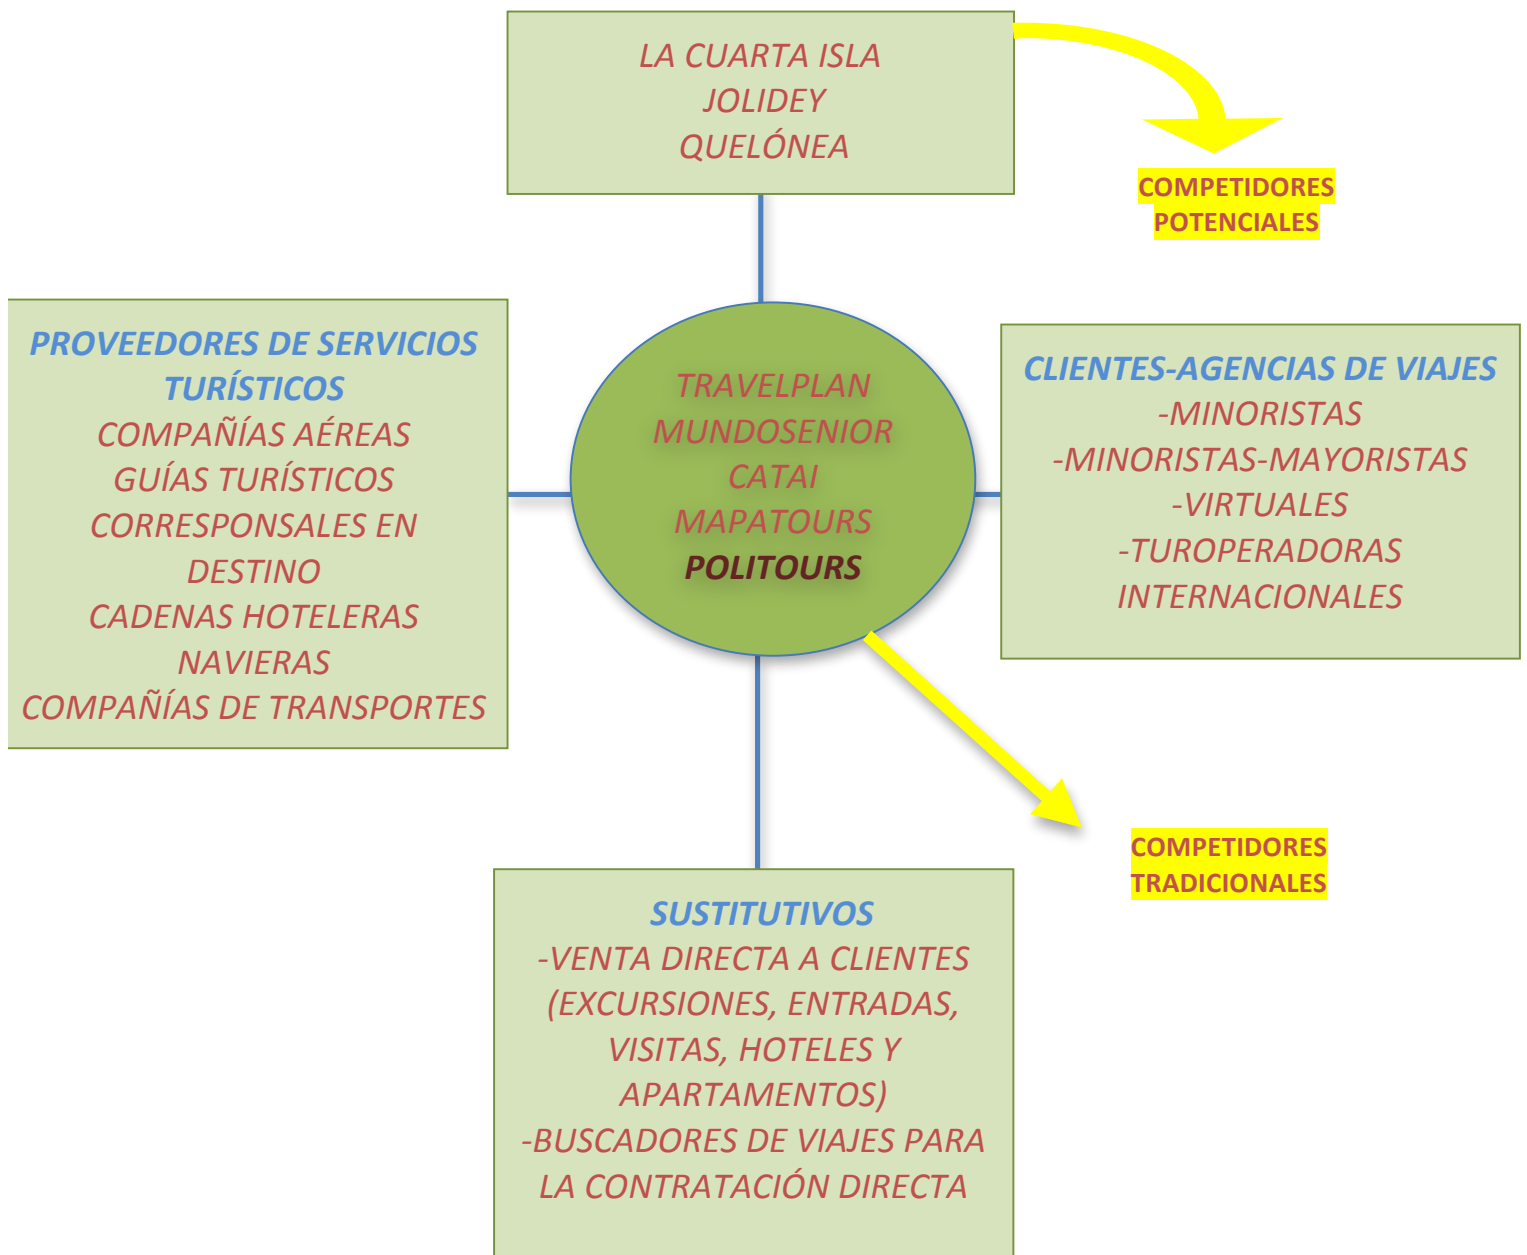 LA CUARTA ISLA
JOLIDEY
QUELÓNEA
COMPETIDORES
POTENCIALES
PROVEEDORES DE SERVICIOS
TURÍSTICOS
COMPAÑÍAS AÉREAS
GUÍAS TURÍSTICOS
CORRESPONSALES EN
DESTINO
CADENAS HOTELERAS
NAVIERAS
COMPAÑÍAS DE TRANSPORTES
TRAVELPLAN
MUNDOSENIOR
CATAI
MAPATOURS
POLITOURS
CLIENTES-AGENCIAS DE VIAJES
-MINORISTAS
-MINORISTAS-MAYORISTAS
-VIRTUALES
-TUROPERADORAS
INTERNACIONALES
COMPETIDORES
TRADICIONALES
SUSTITUTIVOS
-VENTA DIRECTA A CLIENTES
(EXCURSIONES, ENTRADAS,
VISITAS, HOTELES Y
APARTAMENTOS)
-BUSCADORES DE VIAJES PARA
LA CONTRATACIÓN DIRECTA